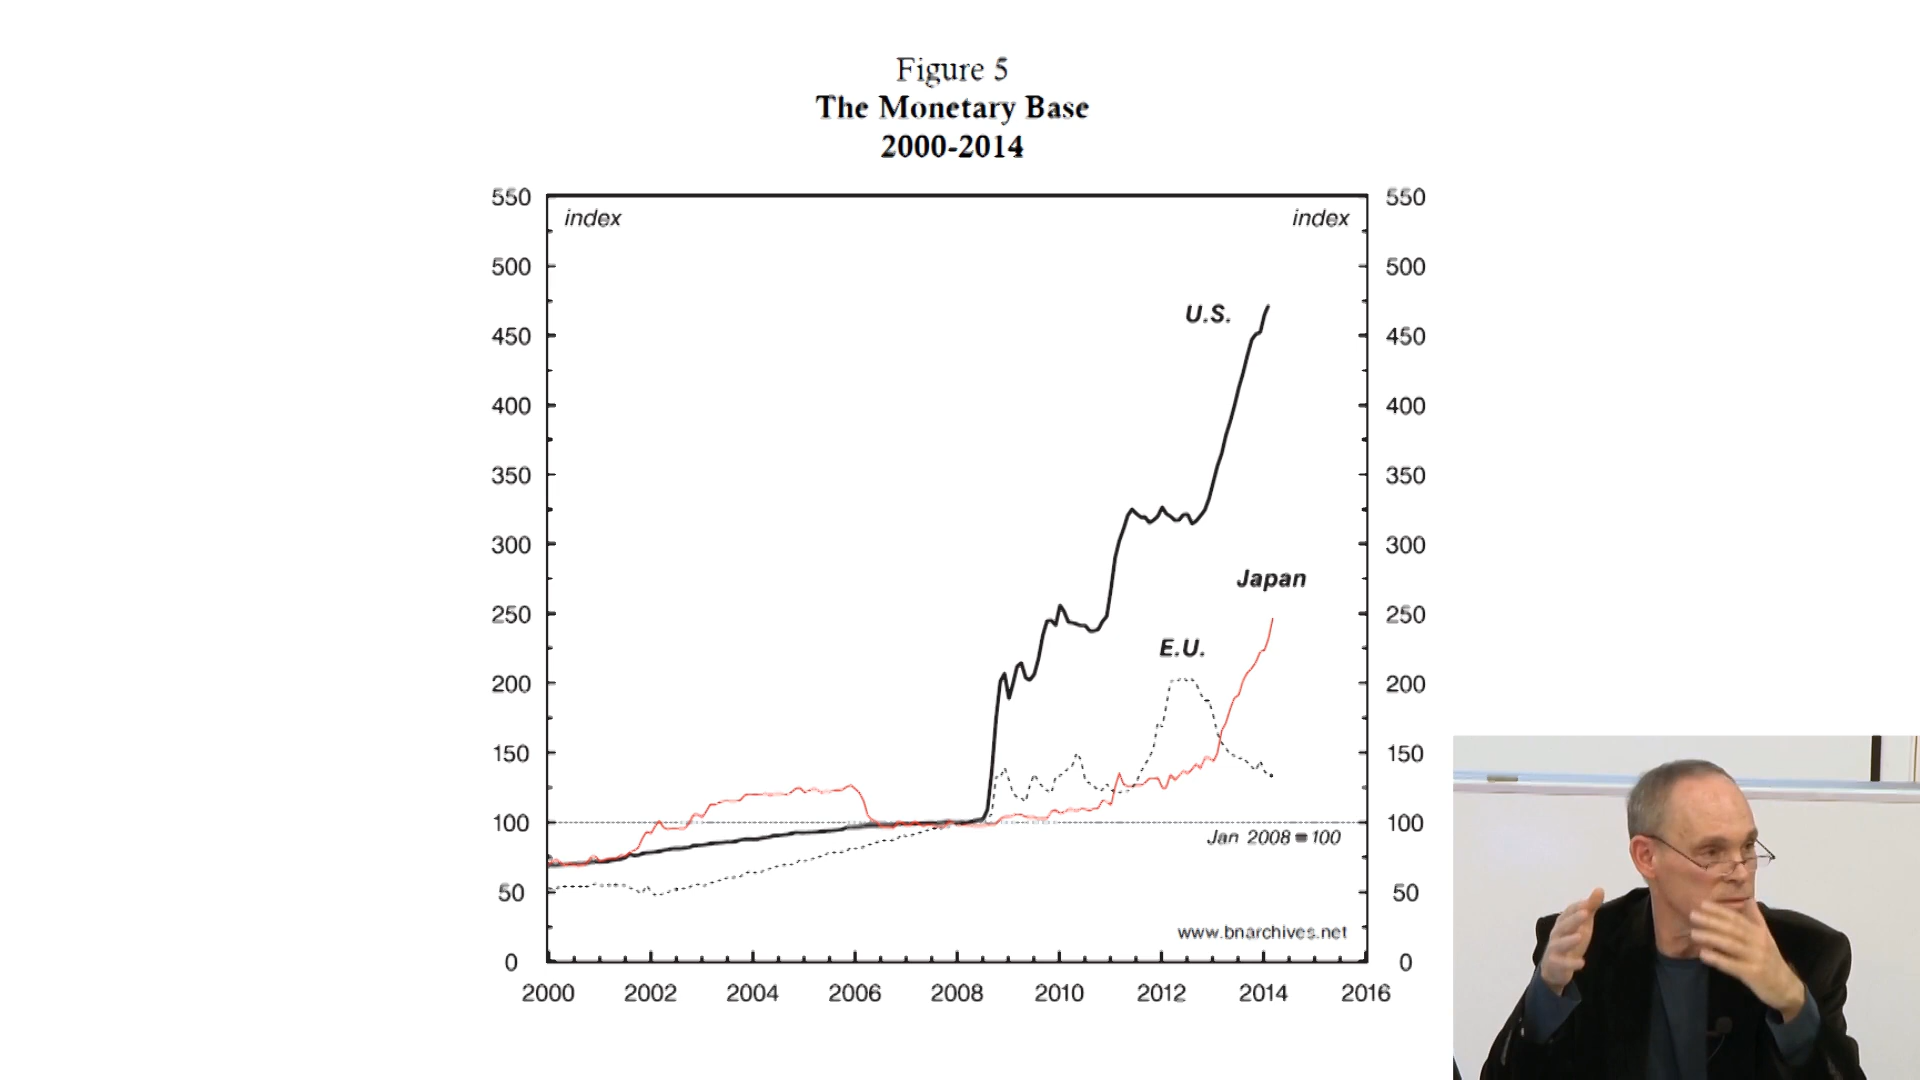 Figure 5
The Monetary Base
2000-2014
550
index
index
550
500
500
U.S.
450
450
400
400
350
350
300
300
Japan
250
250
E.U.
200
200
150
150
100
100
Jan 2008 = 100
50
50
www.bnarchives.net
0
0
2000 2002 2004 2006 2008 2010 2012 2014 2016